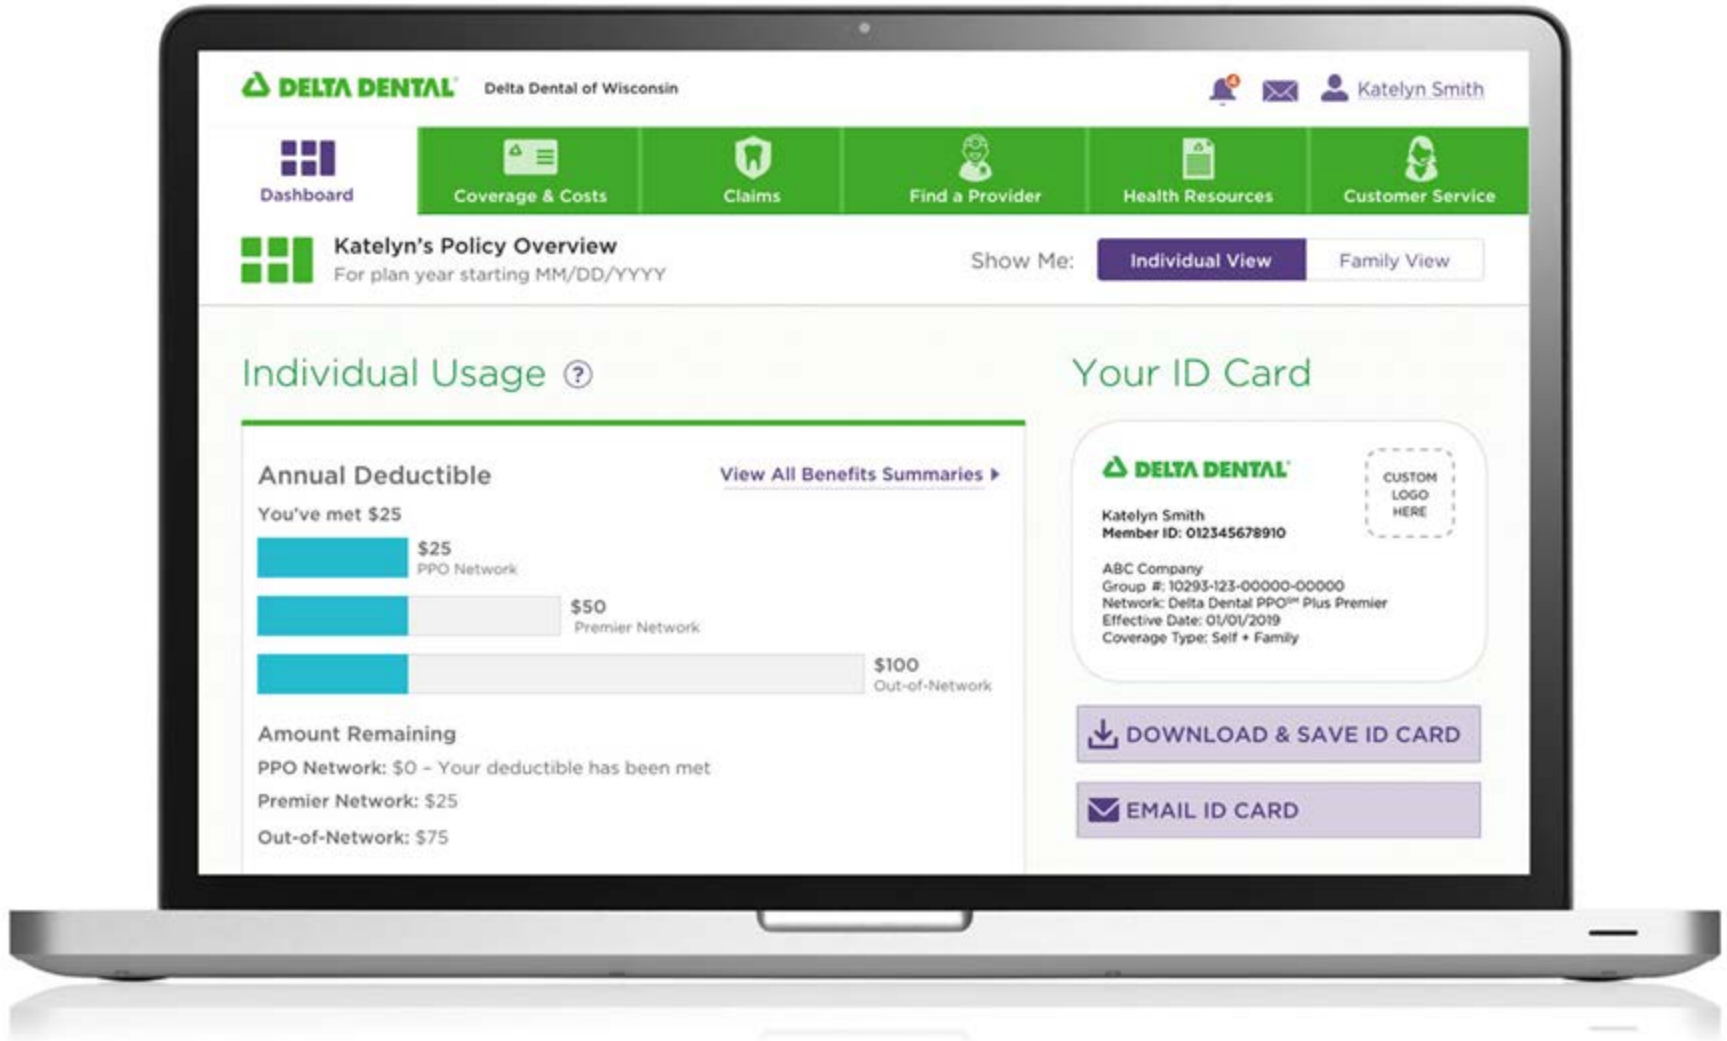 DELTA DENTAL® Delta Dental of Wisconsin
4
Katelyn Smith
Dashboard
Coverage & Costs
Claims
Find a Provider
Health Resources
Customer Service
Katelyn's Policy Overview
For plan year starting MM/DD/YYYY
Show Me:
Individual View
Family View
Individual Usage ?
Annual Deductible
View All Benefits Summaries
You've met $25
$25
PPO Network
$50
Premier Network
$100
Out-of-Network
Amount Remaining
PPO Network: $0 – Your deductible has been met
Premier Network: $25
Out-of-Network: $75
Your ID Card
DELTA DENTAL®
CUSTOM
LOGO
HERE
Katelyn Smith
Member ID: 012345678910
ABC Company
Group #: 10293-123-00000-00000
Network: Delta Dental PPO℠ Plus Premier
Effective Date: 01/01/2019
Coverage Type: Self + Family
DOWNLOAD & SAVE ID CARD
EMAIL ID CARD